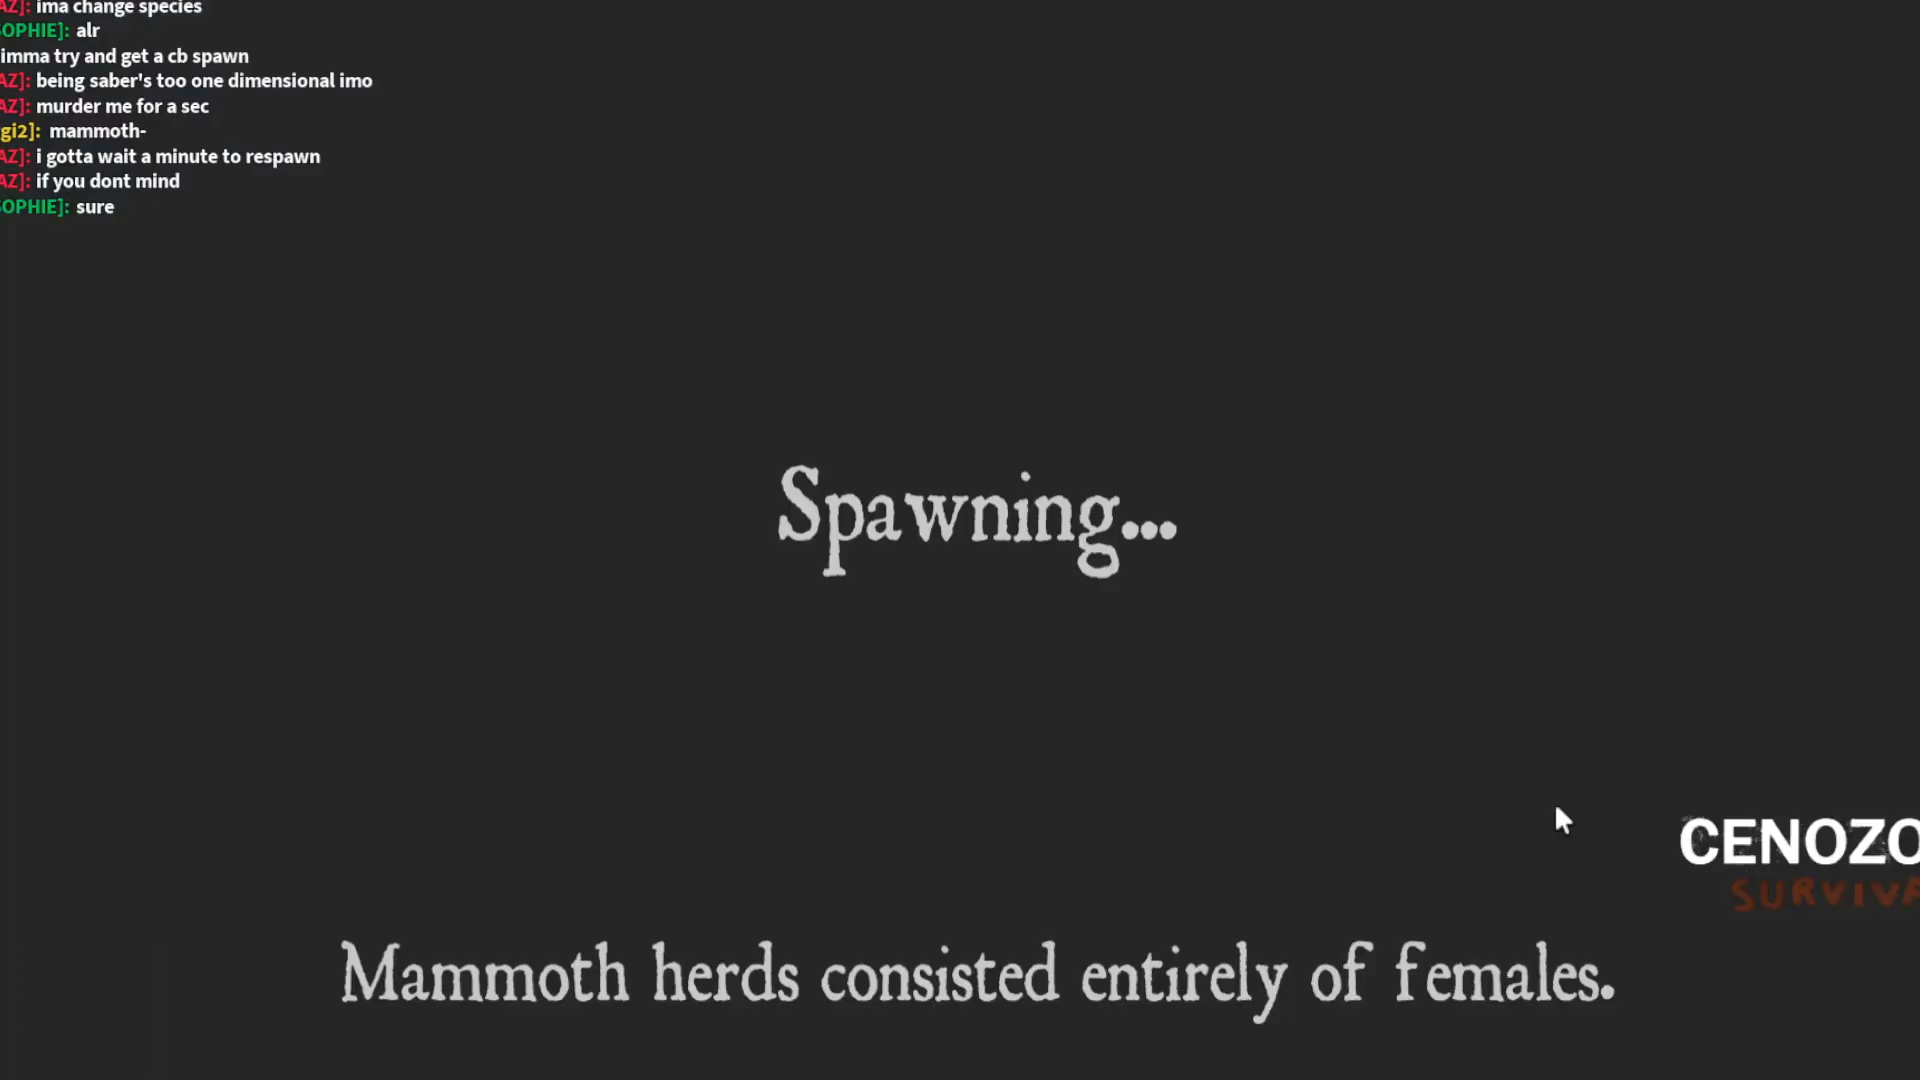 AZ]: ima change species
SOPHIE]: alr
imma try and get a cb spawn
AZ]: being saber's too one dimensional imo
AZ]: murder me for a sec
gi2]: mammoth-
AZ]: i gotta wait a minute to respawn
AZ]: if you dont mind
SOPHIE]: sure
Spawning...
CENOZO
SURVIVA
Mammoth herds consisted entirely of females.